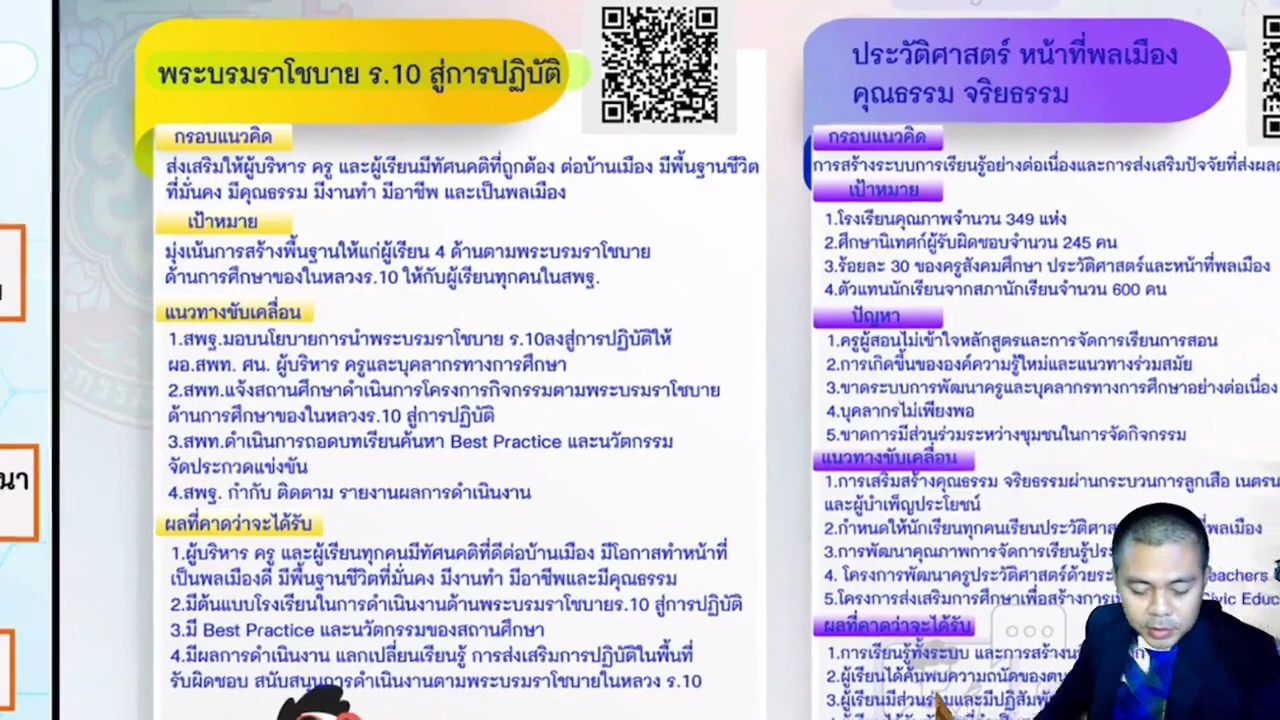 พระบรมราโชบาย ร.10 สู่การปฏิบัติ
กรอบแนวคิด
ส่งเสริมให้ผู้บริหาร ครู และผู้เรียนมีทัศนคติที่ถูกต้อง ต่อบ้านเมือง มีพื้นฐานชีวิต
ที่มั่นคง มีคุณธรรม มีงานทำ มีอาชีพ และเป็นพลเมือง
เป้าหมาย
มุ่งเน้นการสร้างพื้นฐานให้แก่ผู้เรียน 4 ด้านตามพระบรมราโชบาย
ด้านการศึกษาของในหลวงร.10 ให้กับผู้เรียนทุกคนในสพฐ.
แนวทางขับเคลื่อน
1.สพฐ.มอบนโยบายการนำพระบรมราโชบาย ร.10ลงสู่การปฏิบัติให้
ผอ.สพท. ศน. ผู้บริหาร ครูและบุคลากรทางการศึกษา
2.สพท.แจ้งสถานศึกษาดำเนินการโครงการกิจกรรมตามพระบรมราโชบาย
ด้านการศึกษาของในหลวงร.10 สู่การปฏิบัติ
3.สพท.ดำเนินการถอดบทเรียนค้นหา Best Practice และนวัตกรรม
จัดประกวดแข่งขัน
4.สพฐ. กำกับ ติดตาม รายงานผลการดำเนินงาน
ผลที่คาดว่าจะได้รับ
1.ผู้บริหาร ครู และผู้เรียนทุกคนมีทัศนคติที่ดีต่อบ้านเมือง มีโอกาสทำหน้าที่
เป็นพลเมืองดี มีพื้นฐานชีวิตที่มั่นคง มีงานทำ มีอาชีพและมีคุณธรรม
2.มีต้นแบบโรงเรียนในการดำเนินงานด้านพระบรมราโชบายร.10 สู่การปฏิบัติ
3.มี Best Practice และนวัตกรรมของสถานศึกษา
4.มีผลการดำเนินงาน แลกเปลี่ยนเรียนรู้ การส่งเสริมการปฏิบัติในพื้นที่
รับผิดชอบ สนับสนุนการดำเนินงานตามพระบรมราโชบายในหลวง ร.10
ประวัติศาสตร์ หน้าที่พลเมือง
คุณธรรม จริยธรรม
กรอบแนวคิด
การสร้างระบบการเรียนรู้อย่างต่อเนื่องและการส่งเสริมปัจจัยที่ส่งผล
เป้าหมาย
1.โรงเรียนคุณภาพจำนวน 349 แห่ง
2.ศึกษานิเทศก์ผู้รับผิดชอบจำนวน 245 คน
3.ร้อยละ 30 ของครูสังคมศึกษา ประวัติศาสตร์และหน้าที่พลเมือง
4.ตัวแทนนักเรียนจากสภานักเรียนจำนวน 600 คน
ปัญหา
1.ครูผู้สอนไม่เข้าใจหลักสูตรและการจัดการเรียนการสอน
2.การเกิดขึ้นขององค์ความรู้ใหม่และแนวทางร่วมสมัย
3.ขาดระบบการพัฒนาครูและบุคลากรทางการศึกษาอย่างต่อเนื่อง
4.บุคลากรไม่เพียงพอ
5.ขาดการมีส่วนร่วมระหว่างชุมชนในการจัดกิจกรรม
แนวทางขับเคลื่อน
1.การเสริมสร้างคุณธรรม จริยธรรมผ่านกระบวนการลูกเสือ เนตรน
และผู้บำเพ็ญประโยชน์
2.กำหนดให้นักเรียนทุกคนเรียนประวัติศา ที่พลเมือง
3.การพัฒนาคุณภาพการจัดการเรียนรู้ประ
4. โครงการพัฒนาครูประวัติศาสตร์ด้วยระ eachers
5.โครงการส่งเสริมการศึกษาเพื่อสร้างการเ Civic Educ
ผลที่คาดว่าจะได้รับ
1.การเรียนรู้ทั้งระบบ และการสร้างน
2.ผู้เรียนได้ค้นพบความถนัดของตน
3.ผู้เรียนมีส่วนร่วมและมีปฏิสัมพัน